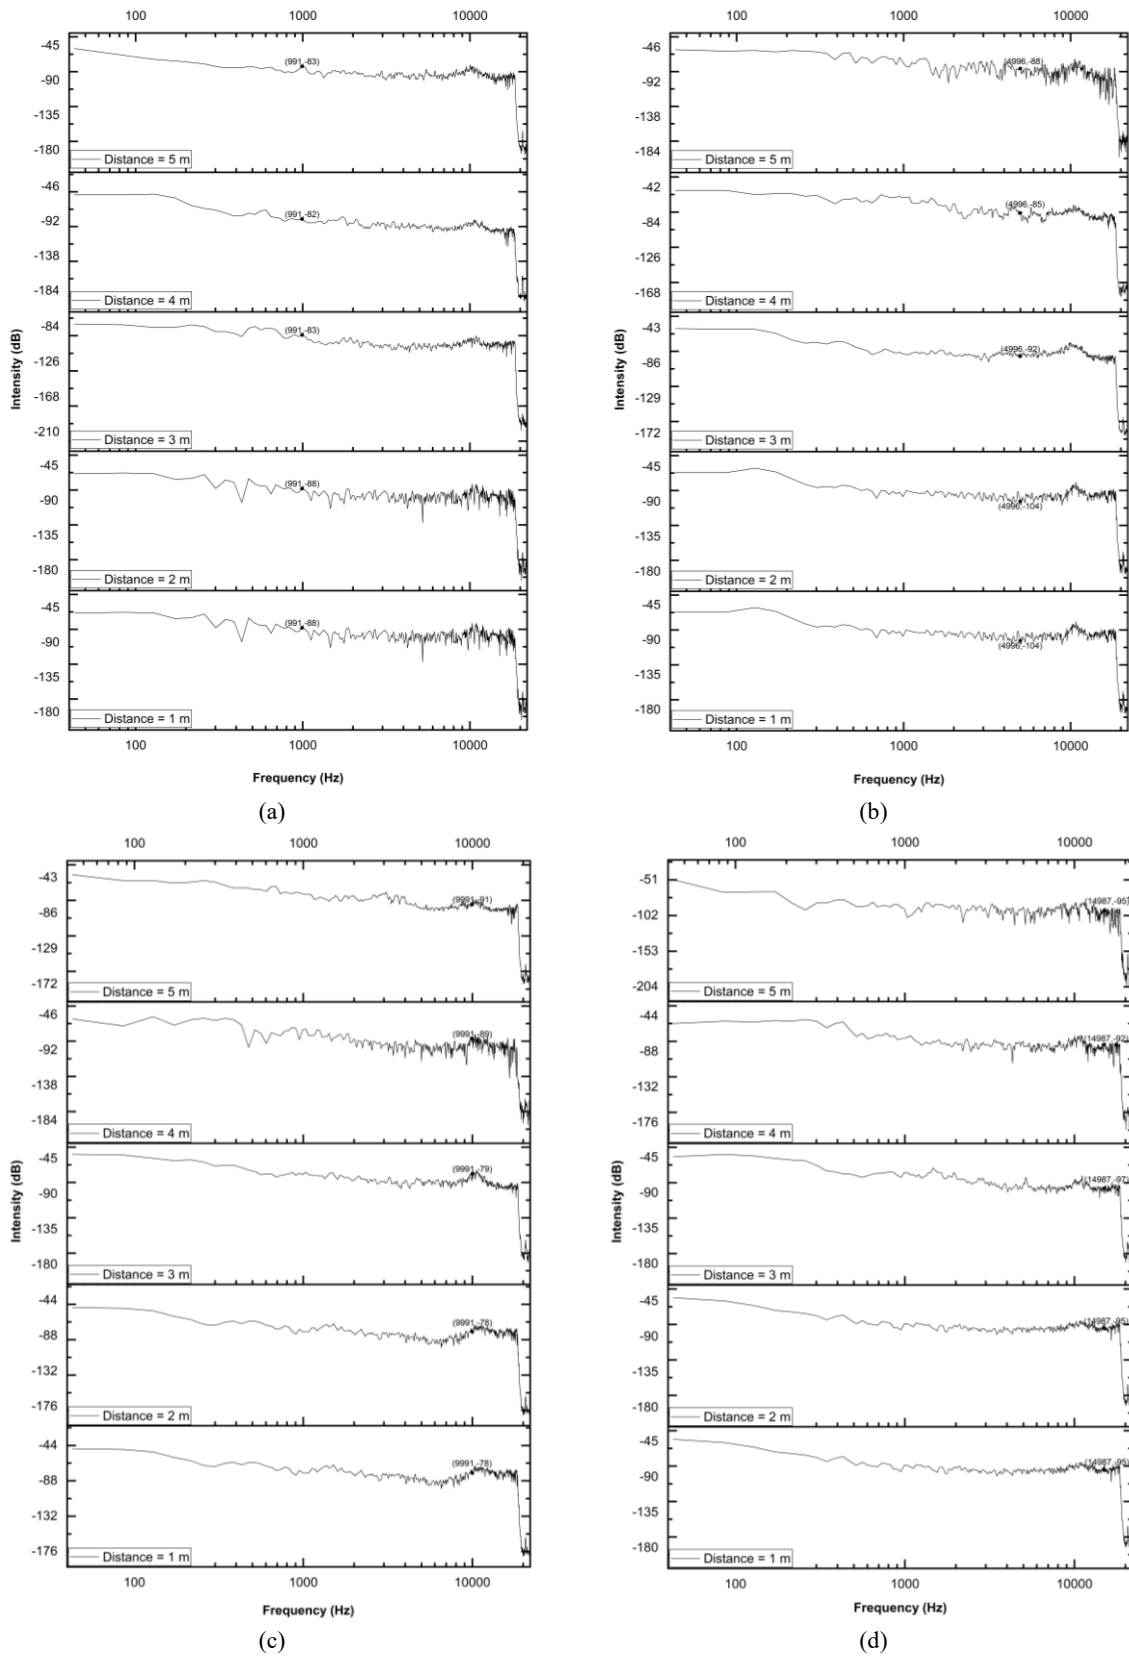 100 1000 10000
-45
(991,-83)
-90
-135
-180
Distance = 5 m
-46
(991,-82)
-92
-138
-184
Distance = 4 m
-84
(991,-83)
-126
-168
-210
Distance = 3 m
-45
(991,-88)
-90
-135
-180
Distance = 2 m
-45
(991,-88)
-90
-135
-180
Distance = 1 m
100 1000 10000
Intensity (dB)
Frequency (Hz)
(a)
100 1000 10000
-46
(4996,-88)
-92
-138
-184
Distance = 5 m
-42
(4996,-85)
-84
-126
-168
Distance = 4 m
-43
(4996,-92)
-86
-129
-172
Distance = 3 m
-45
-90
(4996,-104)
-135
-180
Distance = 2 m
-45
-90
(4996,-104)
-135
-180
Distance = 1 m
100 1000 10000
Intensity (dB)
Frequency (Hz)
(b)
100 1000 10000
-43
(9991,-91)
-86
-129
-172
Distance = 5 m
-46
(9991,-89)
-92
-138
-184
Distance = 4 m
-45
(9991,-79)
-90
-135
-180
Distance = 3 m
-44
(9991,-78)
-88
-132
-176
Distance = 2 m
-44
(9991,-78)
-88
-132
-176
Distance = 1 m
100 1000 10000
Intensity (dB)
Frequency (Hz)
(c)
100 1000 10000
-51
(14987,-95)
-102
-153
-204
Distance = 5 m
-44
(14987,-92)
-88
-132
-176
Distance = 4 m
-45
(14987,-97)
-90
-135
-180
Distance = 3 m
-45
(14987,-95)
-90
-135
-180
Distance = 2 m
-45
(14987,-95)
-90
-135
-180
Distance = 1 m
100 1000 10000
Intensity (dB)
Frequency (Hz)
(d)